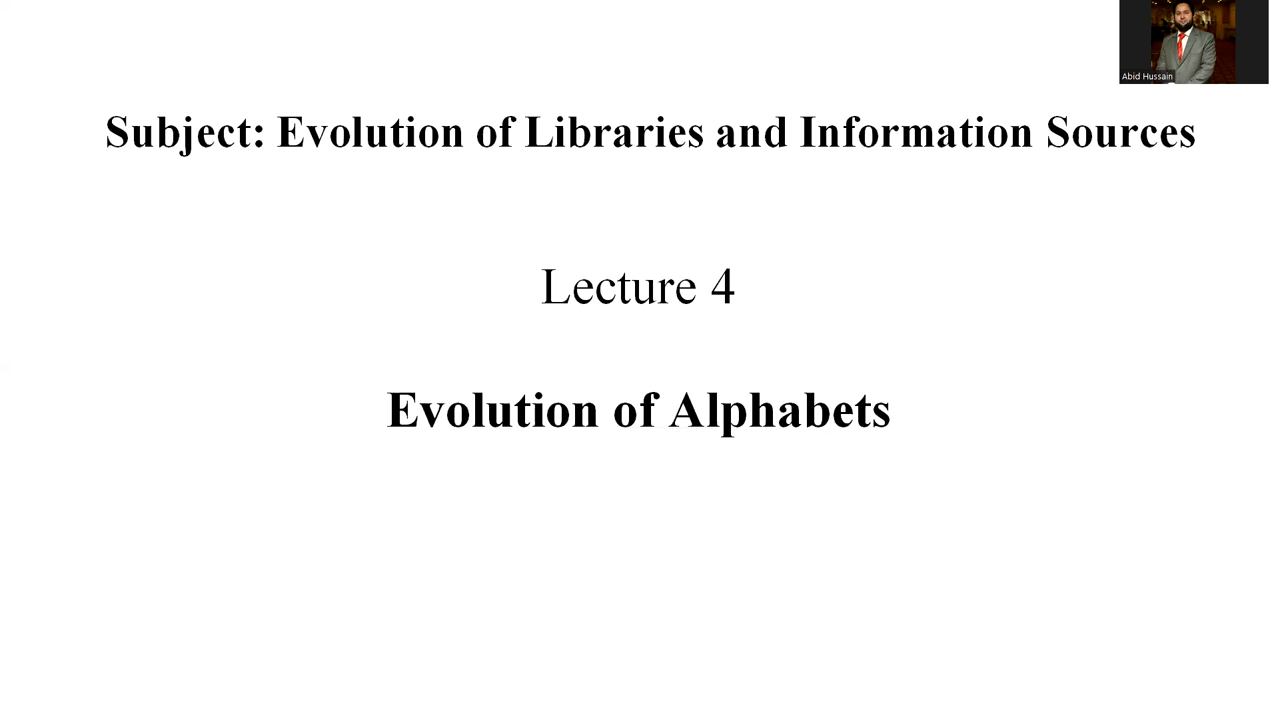 Abid Hussain
Subject: Evolution of Libraries and Information Sources
Lecture 4
Evolution of Alphabets